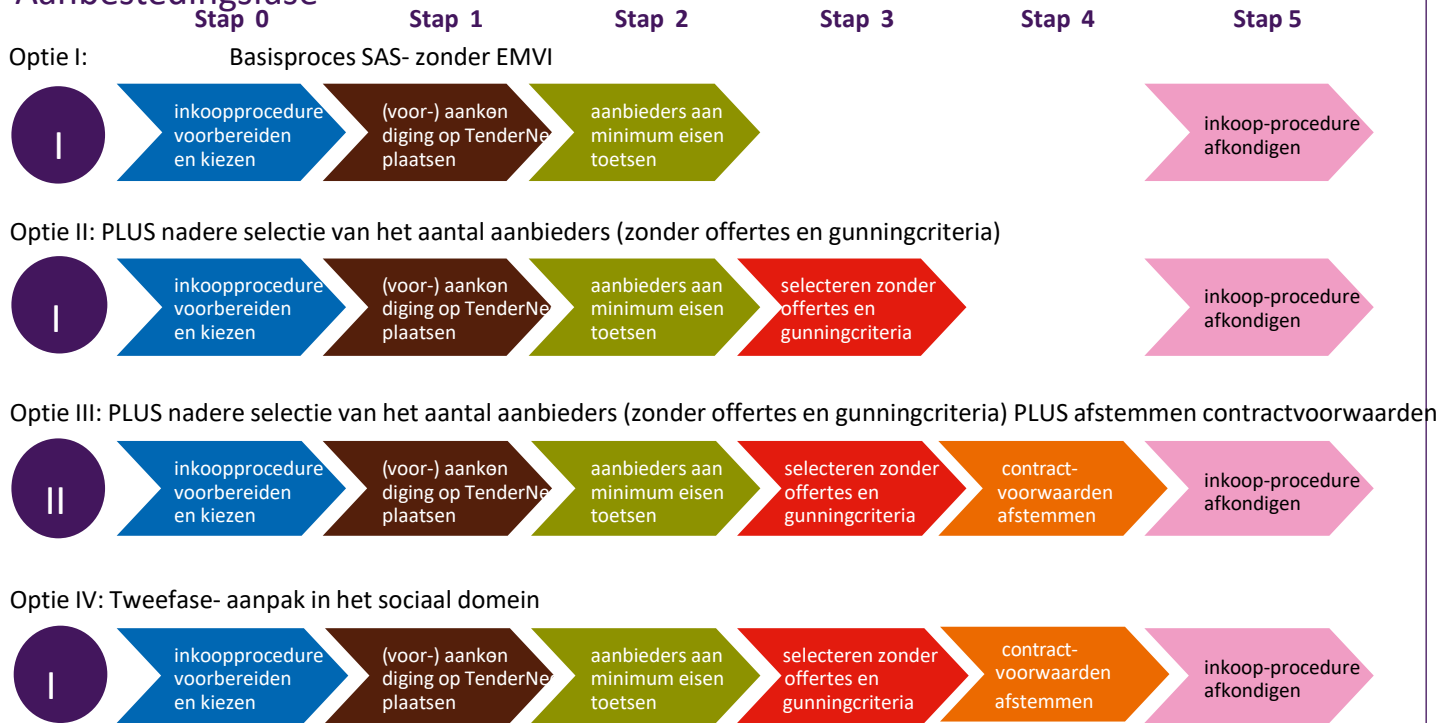 Aanbestedingsfase
Stap 0
Stap 1
Stap 2
Stap 3
Stap 4
Stap 5
Optie I: Basisproces SAS- zonder EMVI
I
inkoopprocedure
voorbereiden
en kiezen
(voor-) aankon
diging op TenderNe
plaatsen
aanbieders aan
minimum eisen
toetsen
inkoop-procedure
afkondigen
Optie II: PLUS nadere selectie van het aantal aanbieders (zonder offertes en gunningcriteria)
I
inkoopprocedure
voorbereiden
en kiezen
(voor-) aankon
diging op TenderNe
plaatsen
aanbieders aan
minimum eisen
toetsen
selecteren zonder
offertes en
gunningcriteria
inkoop-procedure
afkondigen
Optie III: PLUS nadere selectie van het aantal aanbieders (zonder offertes en gunningcriteria) PLUS afstemmen contractvoorwaarden
II
inkoopprocedure
voorbereiden
en kiezen
(voor-) aankon
diging op TenderNe
plaatsen
aanbieders aan
minimum eisen
toetsen
selecteren zonder
offertes en
gunningcriteria
contract-
voorwaarden
afstemmen
inkoop-procedure
afkondigen
Optie IV: Tweefase- aanpak in het sociaal domein
I
inkoopprocedure
voorbereiden
en kiezen
(voor-) aankon
diging op TenderNe
plaatsen
aanbieders aan
minimum eisen
toetsen
selecteren zonder
offertes en
gunningcriteria
contract-
voorwaarden
afstemmen
inkoop-procedure
afkondigen